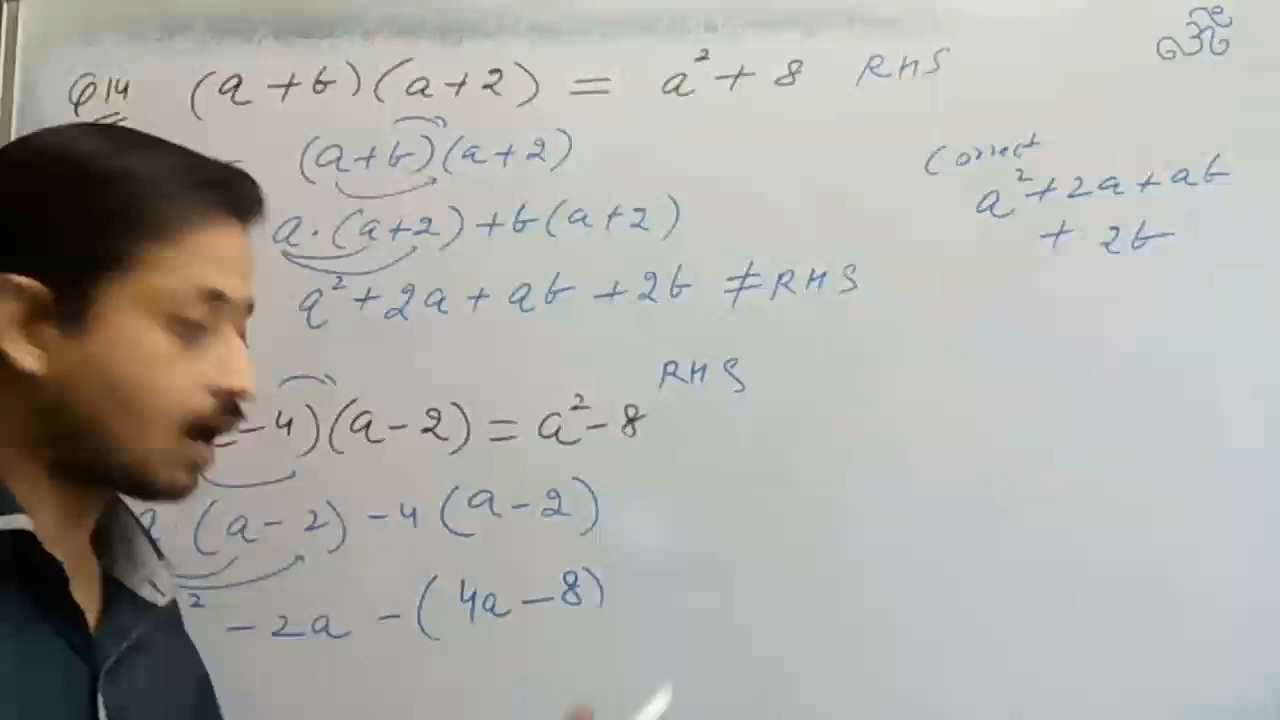 ॐ
Q14 (a + b) (a + 2) = a² + 8 RHS
(a + b) (a + 2)
a · (a + 2) + b (a + 2)
a² + 2a + ab + 2b ≠ RHS
Correct
a² + 2a + ab
+ 2b
RHS
- 4) (a - 2) = a² - 8
(a - 2) - 4 (a - 2)
² - 2a - (4a - 8)